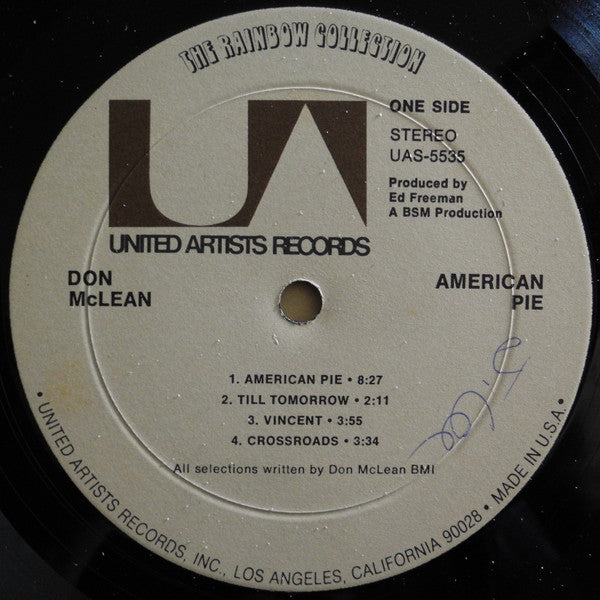 THE RAINBOW COLLECTION
UA
ONE SIDE
STEREO
UAS-5535
Produced by
Ed Freeman
A BSM Production
UNITED ARTISTS RECORDS
DON
McLEAN
AMERICAN
PIE
1. AMERICAN PIE • 8:27
2. TILL TOMORROW • 2:11
3. VINCENT • 3:55
4. CROSSROADS • 3:34
All selections written by Don McLean BMI
• UNITED ARTISTS RECORDS, INC., LOS ANGELES, CALIFORNIA 90028 • MADE IN U.S.A. •